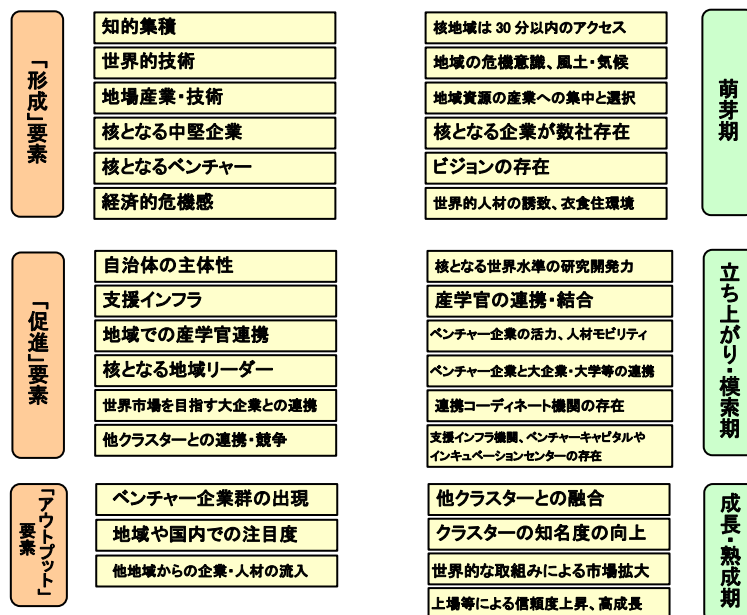 「形成」要素
知的集積
世界的技術
地場産業・技術
核となる中堅企業
核となるベンチャー
経済的危機感
核地域は30分以内のアクセス
地域の危機意識、風土・気候
地域資源の産業への集中と選択
核となる企業が数社存在
ビジョンの存在
世界的人材の誘致、衣食住環境
萌芽期
「促進」要素
自治体の主体性
支援インフラ
地域での産学官連携
核となる地域リーダー
世界市場を目指す大企業との連携
他クラスターとの連携・競争
核となる世界水準の研究開発力
産学官の連携・結合
ベンチャー企業の活力、人材モビリティ
ベンチャー企業と大企業・大学等の連携
連携コーディネート機関の存在
支援インフラ機関、ベンチャーキャピタルや
インキュベーションセンターの存在
立ち上がり・模索期
「アウトプット」
要素
ベンチャー企業群の出現
地域や国内での注目度
他地域からの企業・人材の流入
他クラスターとの融合
クラスターの知名度の向上
世界的な取組みによる市場拡大
上場等による信頼度上昇、高成長
成長・熟成期